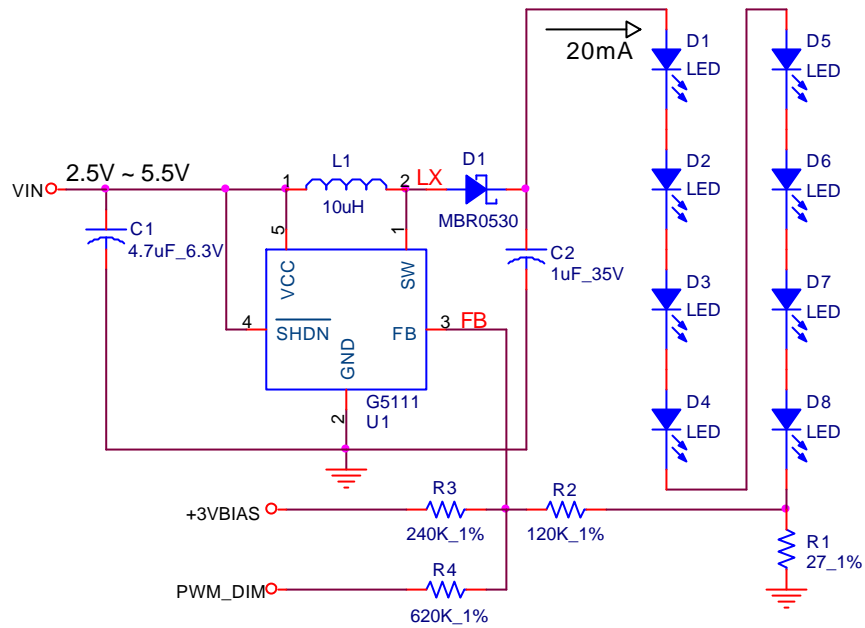 20mA
D1
LED
D5
LED
VIN
2.5V ~ 5.5V
1
L1
10uH
2
LX
D1
MBR0530
D2
LED
D6
LED
C1
4.7uF_6.3V
5
1
C2
1uF_35V
VCC
SW
4
SHDN
FB
3
FB
GND
2
G5111
U1
D3
LED
D7
LED
D4
LED
D8
LED
+3VBIAS
R3
240K_1%
R2
120K_1%
R1
27_1%
PWM_DIM
R4
620K_1%